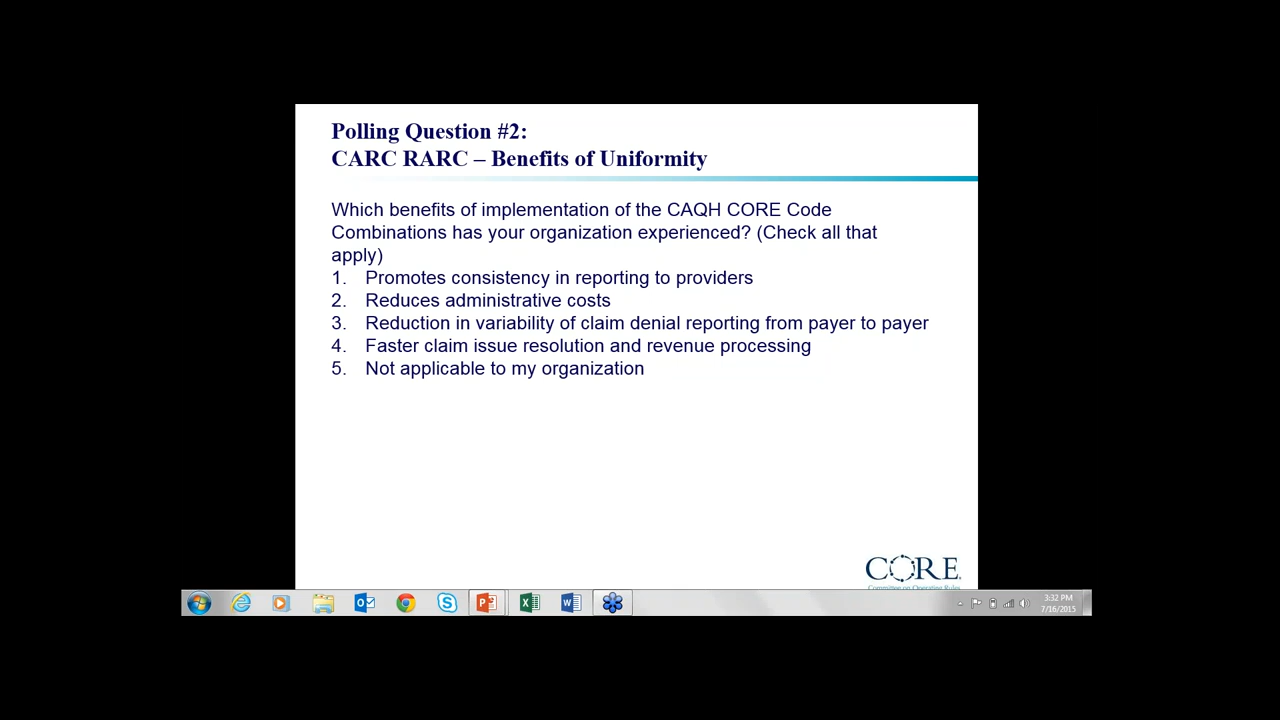 Polling Question #2:
CARC RARC – Benefits of Uniformity
Which benefits of implementation of the CAQH CORE Code
Combinations has your organization experienced? (Check all that
apply)
1. Promotes consistency in reporting to providers
2. Reduces administrative costs
3. Reduction in variability of claim denial reporting from payer to payer
4. Faster claim issue resolution and revenue processing
5. Not applicable to my organization
CORE
3:32 PM
7/16/2015